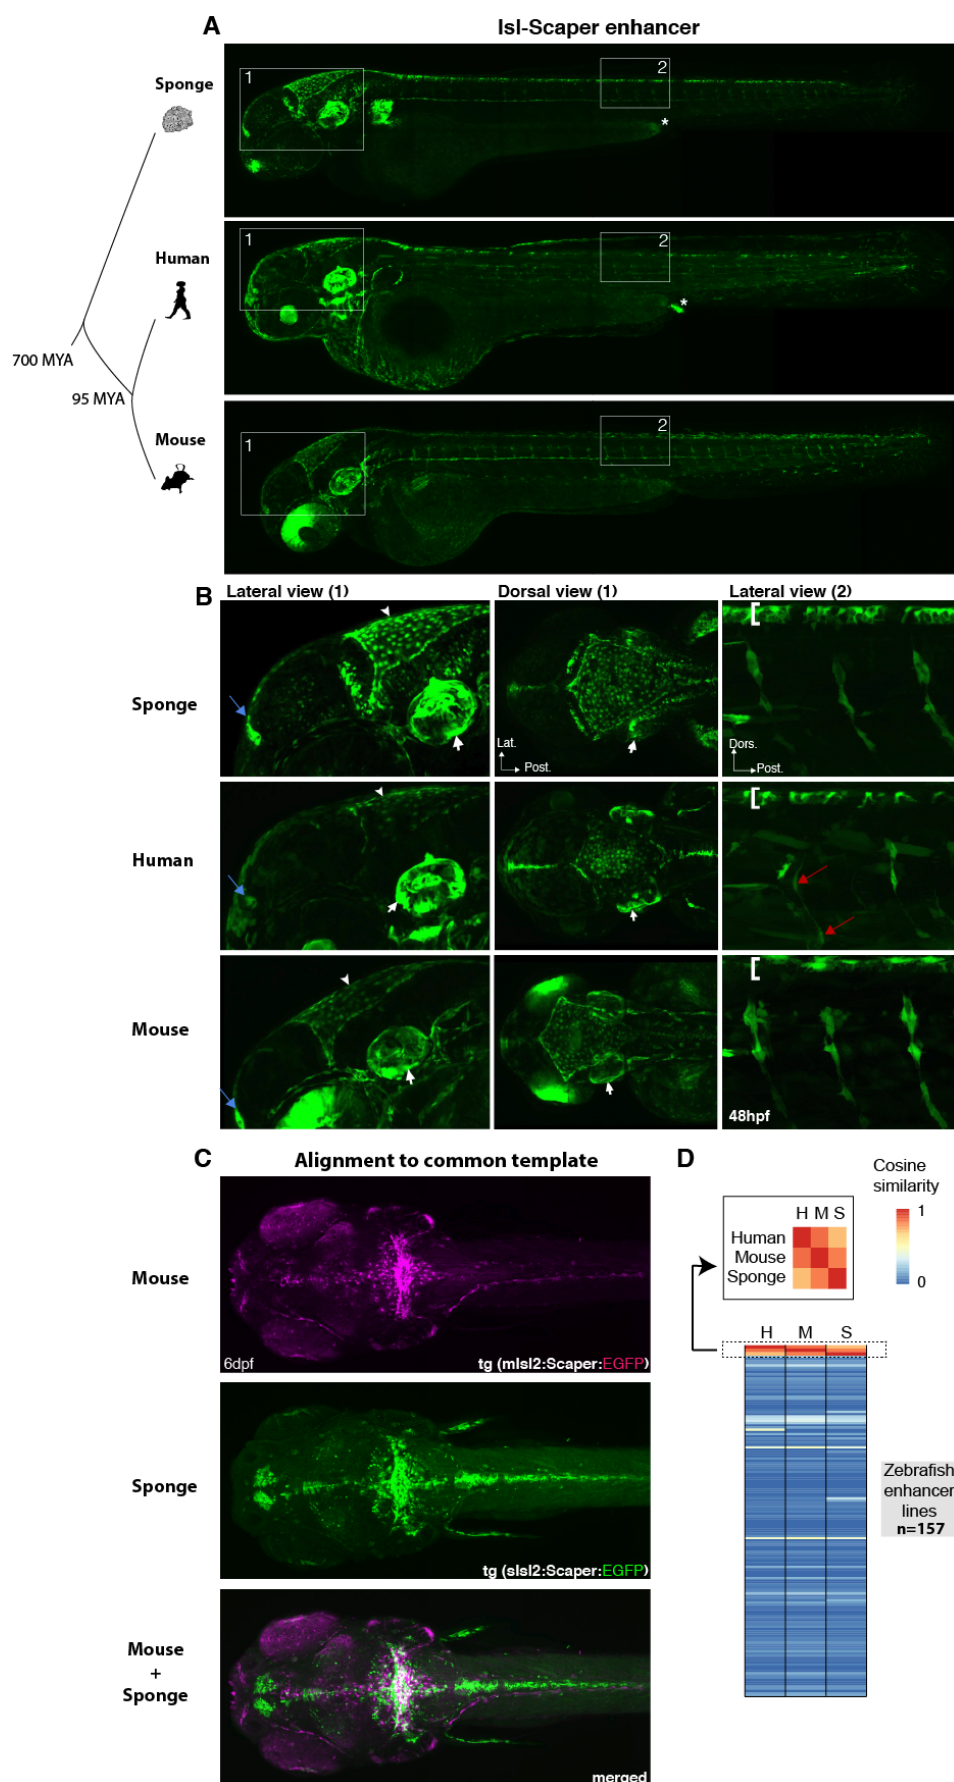 A
Isl-Scaper enhancer
Sponge
1
2
*
Human
1
2
*
700 MYA
95 MYA
Mouse
1
2
B
Lateral view (1)
Dorsal view (1)
Lateral view (2)
Sponge
Lat.
Post.
Dors.
Post.
Human
Mouse
48hpf
C
Alignment to common template
Mouse
6dpf
tg (mIsl2:Scaper:EGFP)
Sponge
tg (sIsl2:Scaper:EGFP)
Mouse
+
Sponge
merged
D
Cosine
similarity
H M S
1
Human
Mouse
Sponge
0
H M S
Zebrafish
enhancer
lines
n=157